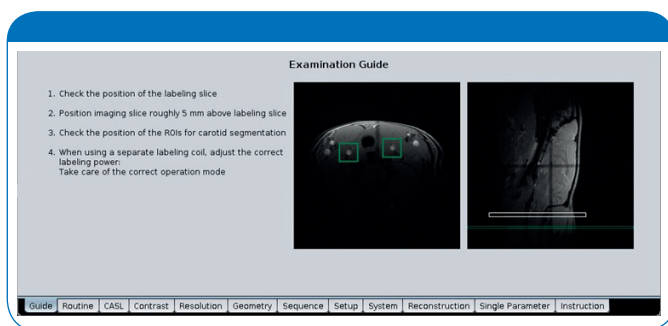 Examination Guide
1. Check the position of the labeling slice
2. Position imaging slice roughly 5 mm above labeling slice
3. Check the position of the ROIs for carotid segmentation
4. When using a separate labeling coil, adjust the correct
labeling power:
Take care of the correct operation mode
Guide Routine CASL Contrast Resolution Geometry Sequence Setup System Reconstruction Single Parameter Instruction